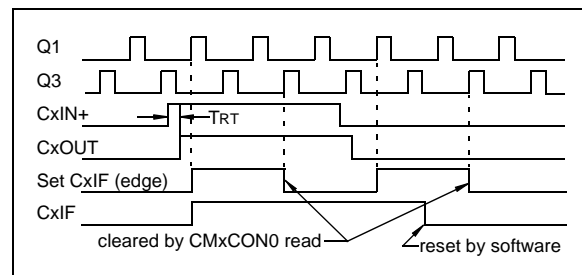 Q1
Q3
CxIN+
TRT
CxOUT
Set CxIF (edge)
CxIF
cleared by CMxCON0 read
reset by software